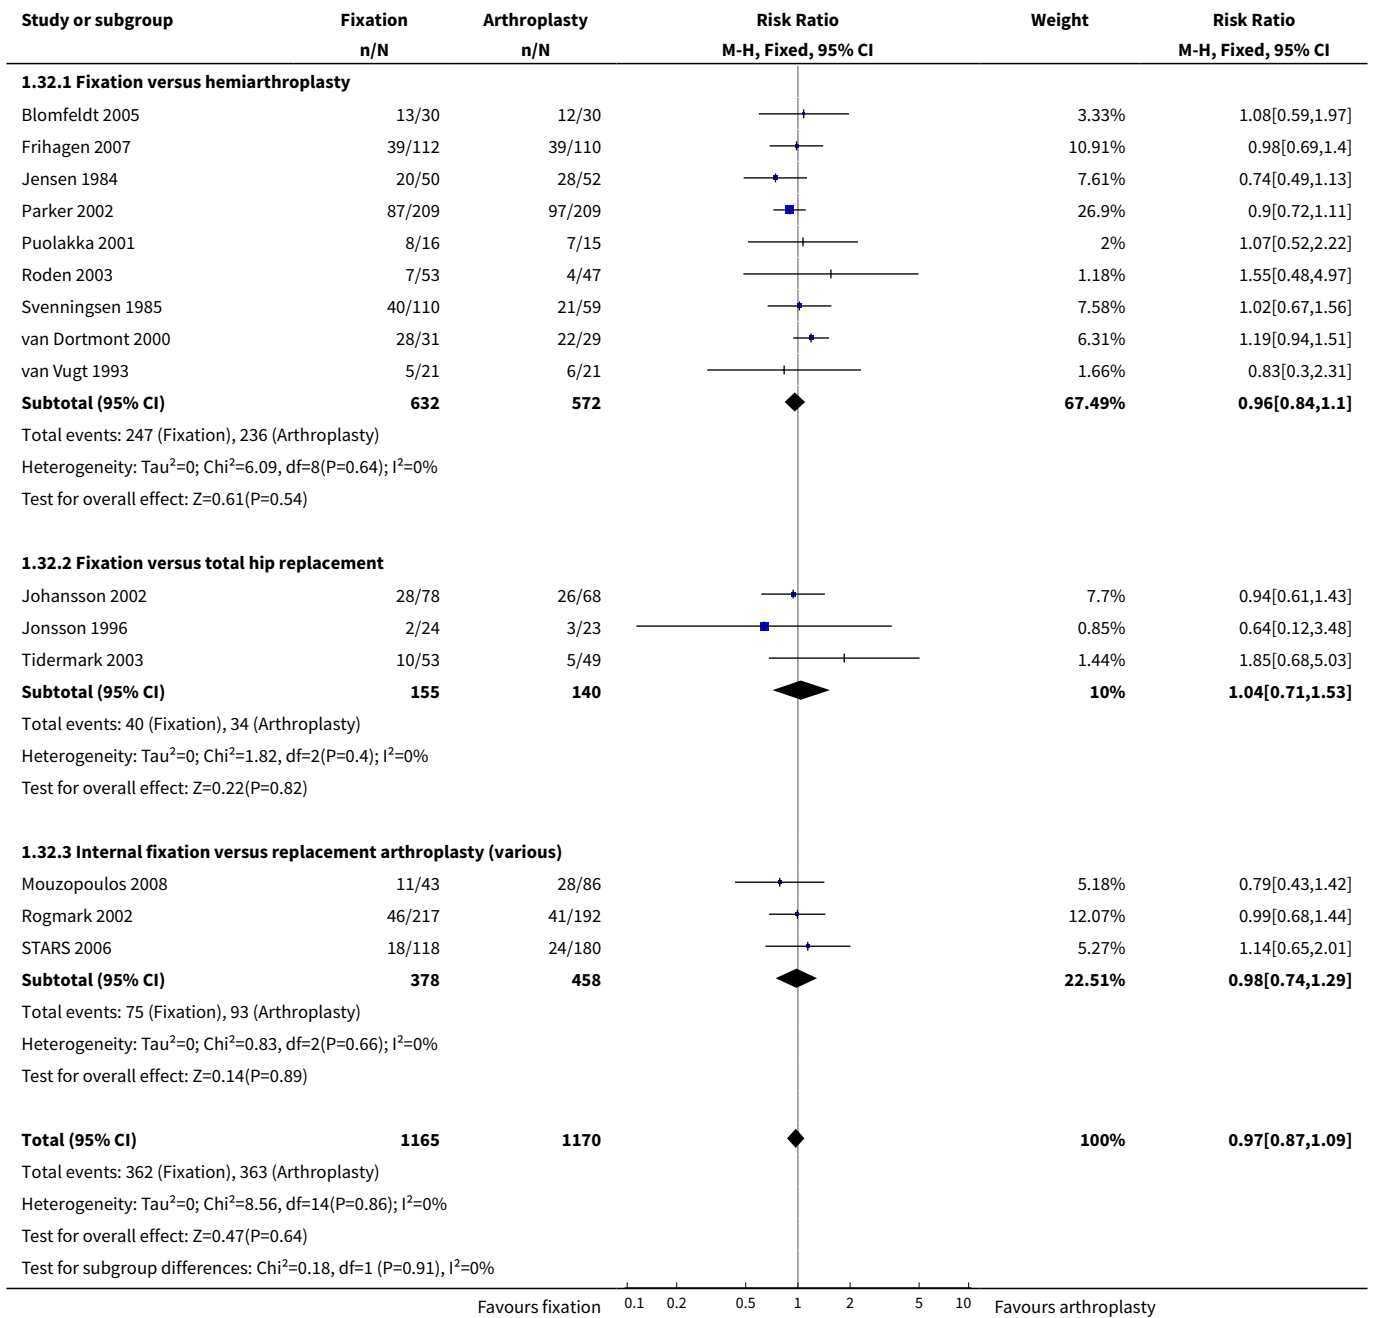 Study or subgroup Fixation Arthroplasty Risk Ratio Weight Risk Ratio
n/N n/N M-H, Fixed, 95% CI M-H, Fixed, 95% CI
1.32.1 Fixation versus hemiarthroplasty
Blomfeldt 2005 13/30 12/30 3.33% 1.08[0.59,1.97]
Frihagen 2007 39/112 39/110 10.91% 0.98[0.69,1.4]
Jensen 1984 20/50 28/52 7.61% 0.74[0.49,1.13]
Parker 2002 87/209 97/209 26.9% 0.9[0.72,1.11]
Puolakka 2001 8/16 7/15 2% 1.07[0.52,2.22]
Roden 2003 7/53 4/47 1.18% 1.55[0.48,4.97]
Svenningsen 1985 40/110 21/59 7.58% 1.02[0.67,1.56]
van Dortmont 2000 28/31 22/29 6.31% 1.19[0.94,1.51]
van Vugt 1993 5/21 6/21 1.66% 0.83[0.3,2.31]
Subtotal (95% CI) 632 572 67.49% 0.96[0.84,1.1]
Total events: 247 (Fixation), 236 (Arthroplasty)
Heterogeneity: Tau²=0; Chi²=6.09, df=8(P=0.64); I²=0%
Test for overall effect: Z=0.61(P=0.54)
1.32.2 Fixation versus total hip replacement
Johansson 2002 28/78 26/68 7.7% 0.94[0.61,1.43]
Jonsson 1996 2/24 3/23 0.85% 0.64[0.12,3.48]
Tidermark 2003 10/53 5/49 1.44% 1.85[0.68,5.03]
Subtotal (95% CI) 155 140 10% 1.04[0.71,1.53]
Total events: 40 (Fixation), 34 (Arthroplasty)
Heterogeneity: Tau²=0; Chi²=1.82, df=2(P=0.4); I²=0%
Test for overall effect: Z=0.22(P=0.82)
1.32.3 Internal fixation versus replacement arthroplasty (various)
Mouzopoulos 2008 11/43 28/86 5.18% 0.79[0.43,1.42]
Rogmark 2002 46/217 41/192 12.07% 0.99[0.68,1.44]
STARS 2006 18/118 24/180 5.27% 1.14[0.65,2.01]
Subtotal (95% CI) 378 458 22.51% 0.98[0.74,1.29]
Total events: 75 (Fixation), 93 (Arthroplasty)
Heterogeneity: Tau²=0; Chi²=0.83, df=2(P=0.66); I²=0%
Test for overall effect: Z=0.14(P=0.89)
Total (95% CI) 1165 1170 100% 0.97[0.87,1.09]
Total events: 362 (Fixation), 363 (Arthroplasty)
Heterogeneity: Tau²=0; Chi²=8.56, df=14(P=0.86); I²=0%
Test for overall effect: Z=0.47(P=0.64)
Test for subgroup differences: Chi²=0.18, df=1 (P=0.91), I²=0%
Favours fixation 0.1 0.2 0.5 1 2 5 10 Favours arthroplasty